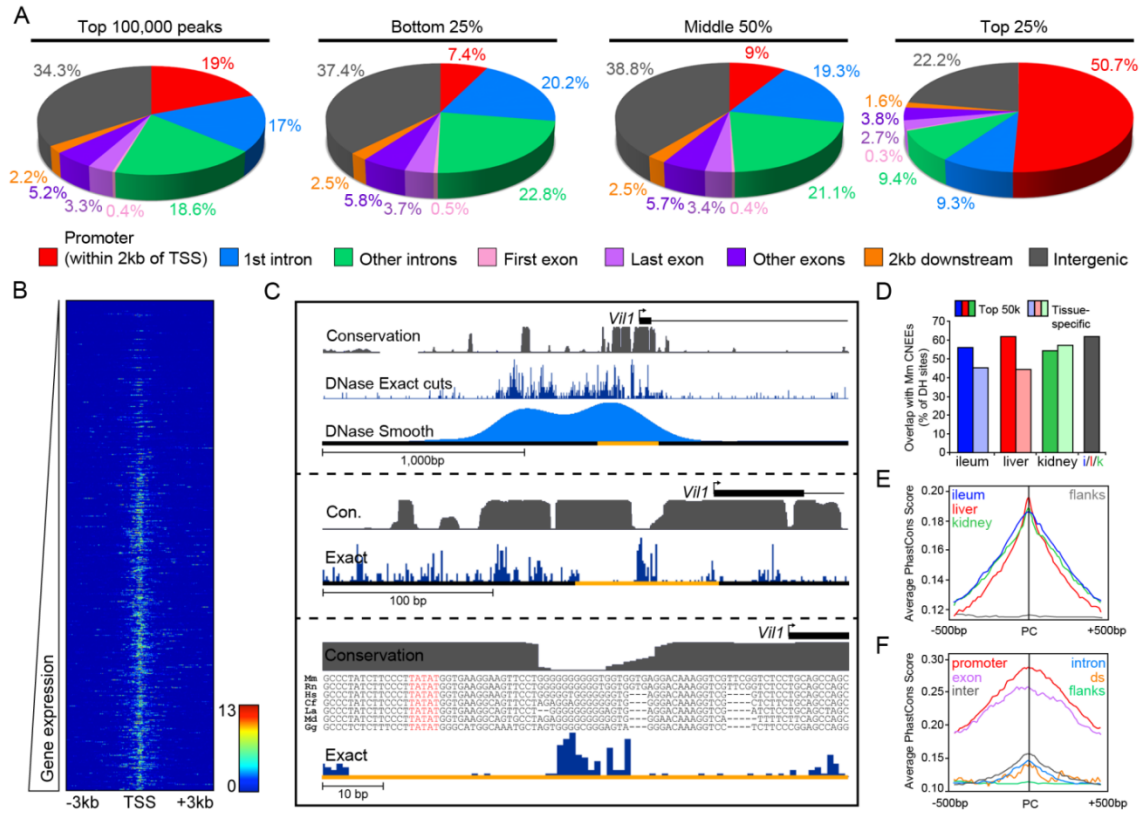 A
Top 100,000 peaks
Bottom 25%
Middle 50%
Top 25%
19%
17%
18.6%
0.4%
3.3%
5.2%
2.2%
34.3%
7.4%
20.2%
22.8%
0.5%
3.7%
5.8%
2.5%
37.4%
9%
19.3%
21.1%
0.4%
3.4%
5.7%
2.5%
38.8%
50.7%
9.3%
9.4%
0.3%
2.7%
3.8%
1.6%
22.2%
Promoter
(within 2kb of TSS)
1st intron
Other introns
First exon
Last exon
Other exons
2kb downstream
Intergenic
B
Gene expression
-3kb TSS +3kb
13
0
C
Vil1
Conservation
DNase Exact cuts
DNase Smooth
1,000bp
Vil1
Con.
Exact
100 bp
Vil1
Conservation
Mm GCCCTATCTTCCCTTATATGGTGAAGGAAGTTCCTGGGGGGGGGGTGGTGGTGAGGACAAAGGTCGTTCGGTCTCCTGCAGCCAGC
Rn
Hs
Cf
La
Md
Gg
Exact
10 bp
D
Top 50k
Tissue-
specific
Overlap with Mm CNEEs
(% of DH sites)
70
60
50
40
30
20
10
0
ileum liver kidney i/l/k
E
ileum
liver
kidney
flanks
Average PhastCons Score
0.20
0.18
0.16
0.14
0.12
-500bp PC +500bp
F
promoter
exon
inter
intron
ds
flanks
Average PhastCons Score
0.30
0.25
0.20
0.15
0.10
-500bp PC +500bp